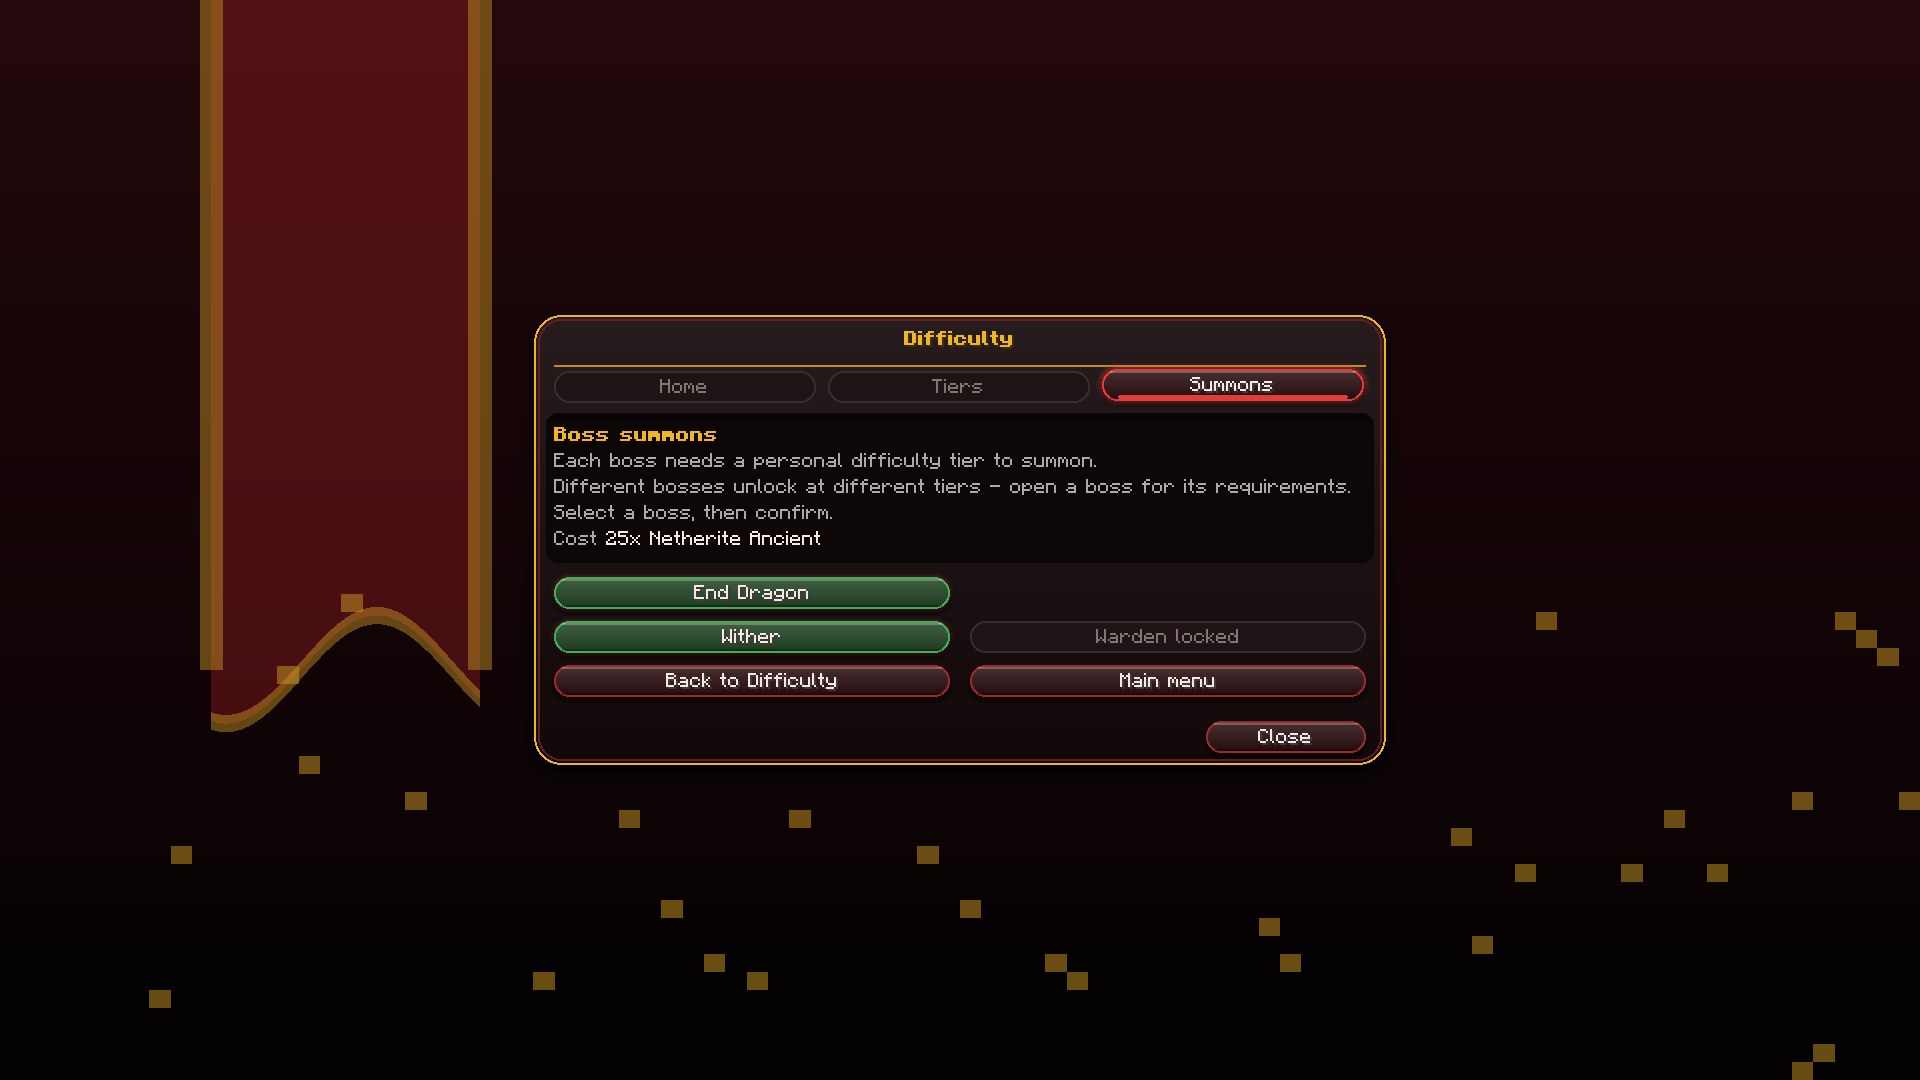 Difficulty
Home
Tiers
Summons
Boss summons
Each boss needs a personal difficulty tier to summon.
Different bosses unlock at different tiers – open a boss for its requirements.
Select a boss, then confirm.
Cost 25x Netherite Ancient
End Dragon
Wither
Warden locked
Back to Difficulty
Main menu
Close